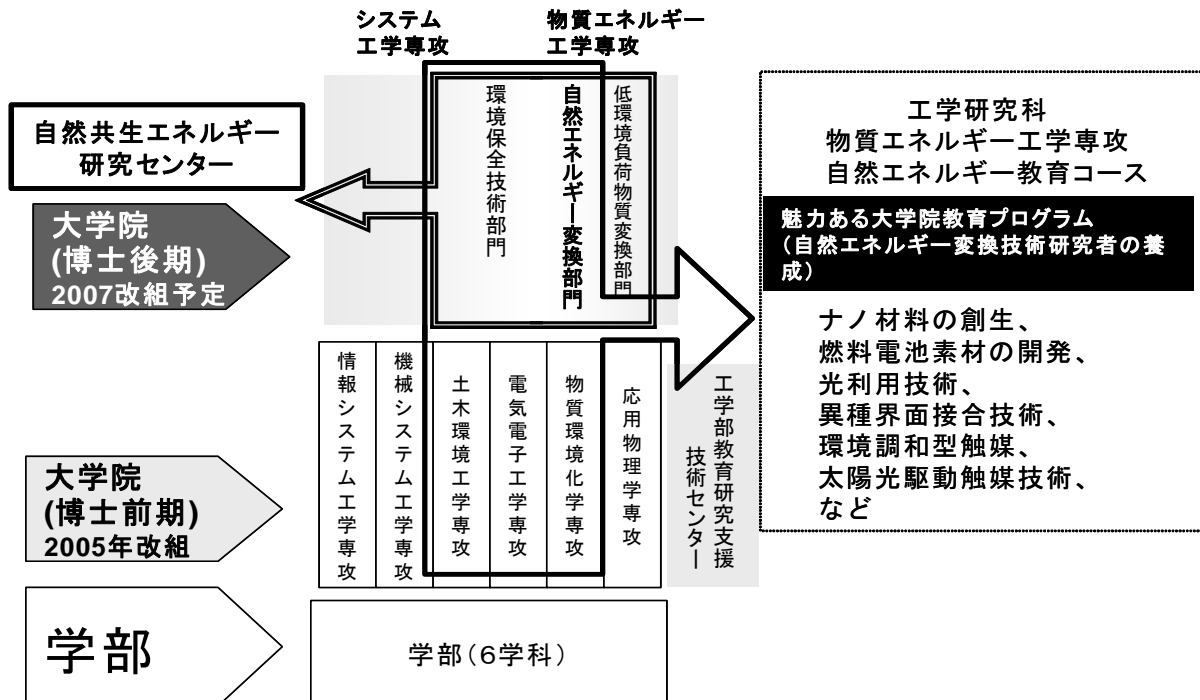 システム
工学専攻
物質エネルギー
工学専攻
自然共生エネルギー
研究センター
大学院
(博士後期)
2007改組予定
環境保全技術部門
自然エネルギー変換部門
低環境負荷物質変換部門
工学研究科
物質エネルギー工学専攻
自然エネルギー教育コース
魅力ある大学院教育プログラム
(自然エネルギー変換技術研究者の養
成)
ナノ材料の創生、
燃料電池素材の開発、
光利用技術、
異種界面接合技術、
環境調和型触媒、
太陽光駆動触媒技術、
など
大学院
(博士前期)
2005年改組
情報システム工学専攻
機械システム工学専攻
土木環境工学専攻
電気電子工学専攻
物質環境化学専攻
応用物理学専攻
工学部教育研究支援
技術センター
学部
学部(6学科)